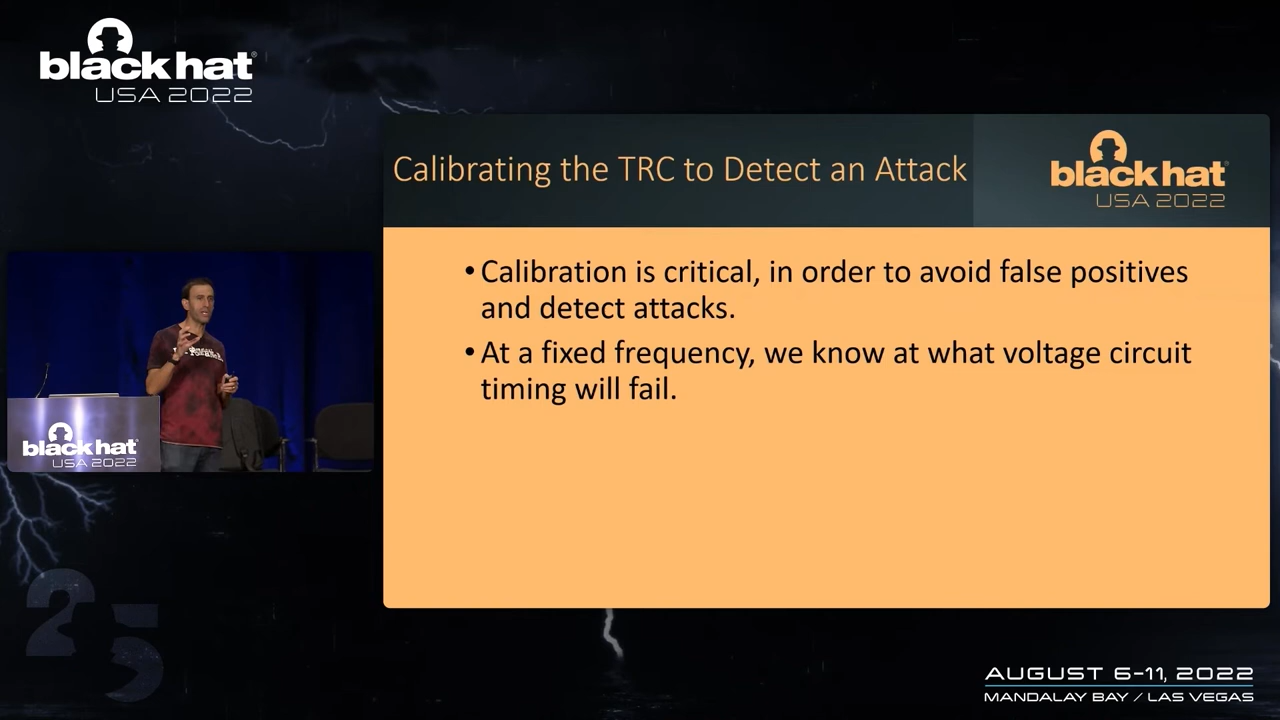 black hat
USA 2022
Calibrating the TRC to Detect an Attack
black hat
USA 2022
•Calibration is critical, in order to avoid false positives
and detect attacks.
•At a fixed frequency, we know at what voltage circuit
timing will fail.
black hat
USA 2022
25
AUGUST 6-11, 2022
MANDALAY BAY / LAS VEGAS